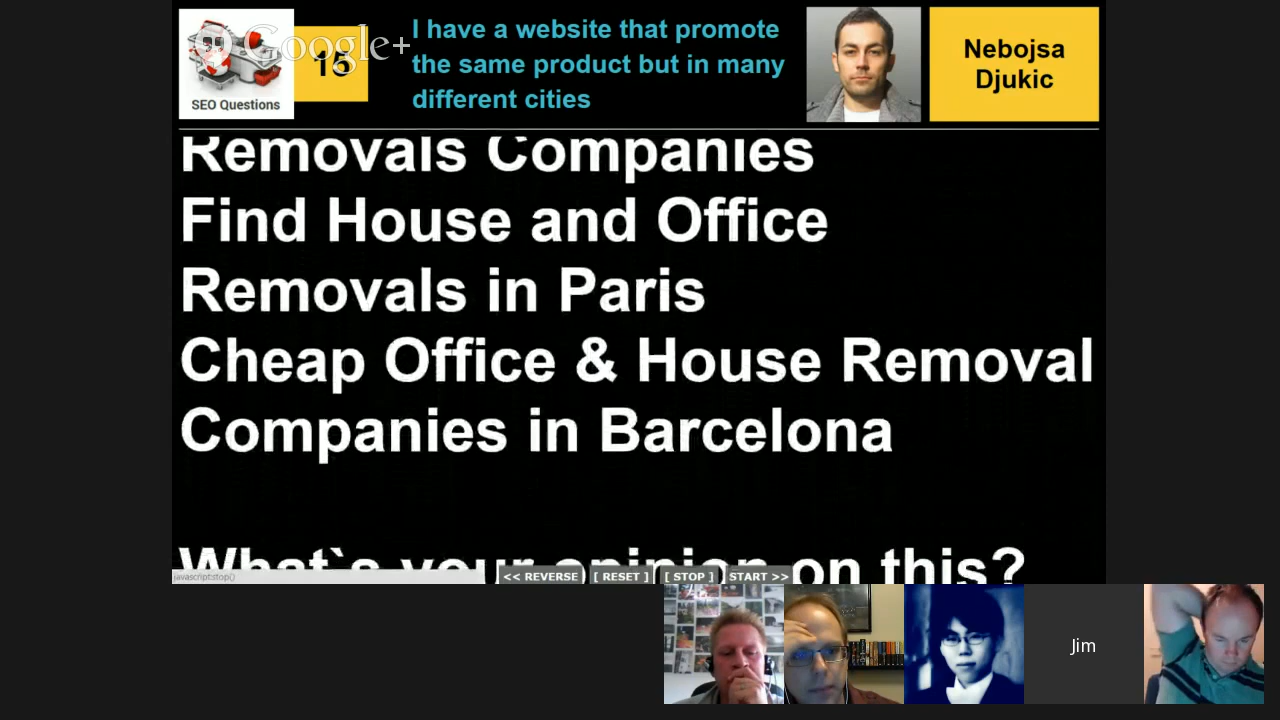 Google+
SEO Questions
15
I have a website that promote
the same product but in many
different cities
Nebojsa
Djukic
Removals Companies
Find House and Office
Removals in Paris
Cheap Office & House Removal
Companies in Barcelona
What`s your opinion on this?
javascript:stop()
<< REVERSE [ RESET ] [ STOP ] START >>
Jim